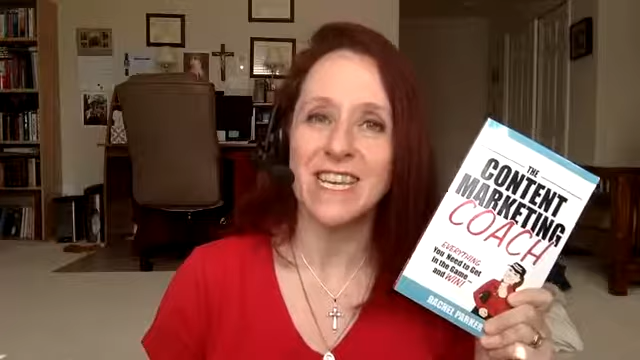 THE
CONTENT
MARKETING
COACH
EVERYTHING
You Need to Get
in the Game —
and WIN!
RACHEL PARKER